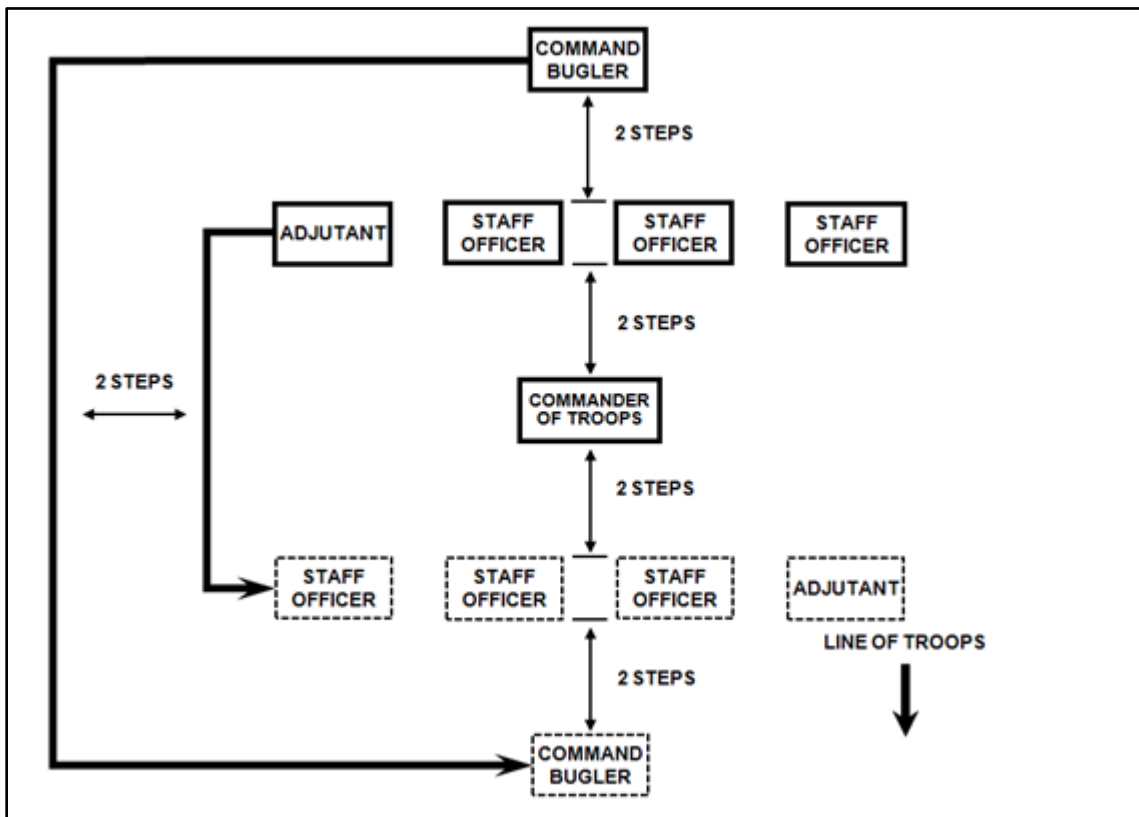 COMMAND
BUGLER
2 STEPS
ADJUTANT
STAFF
OFFICER
STAFF
OFFICER
STAFF
OFFICER
2 STEPS
2 STEPS
COMMANDER
OF TROOPS
2 STEPS
STAFF
OFFICER
STAFF
OFFICER
STAFF
OFFICER
ADJUTANT
LINE OF TROOPS
2 STEPS
COMMAND
BUGLER